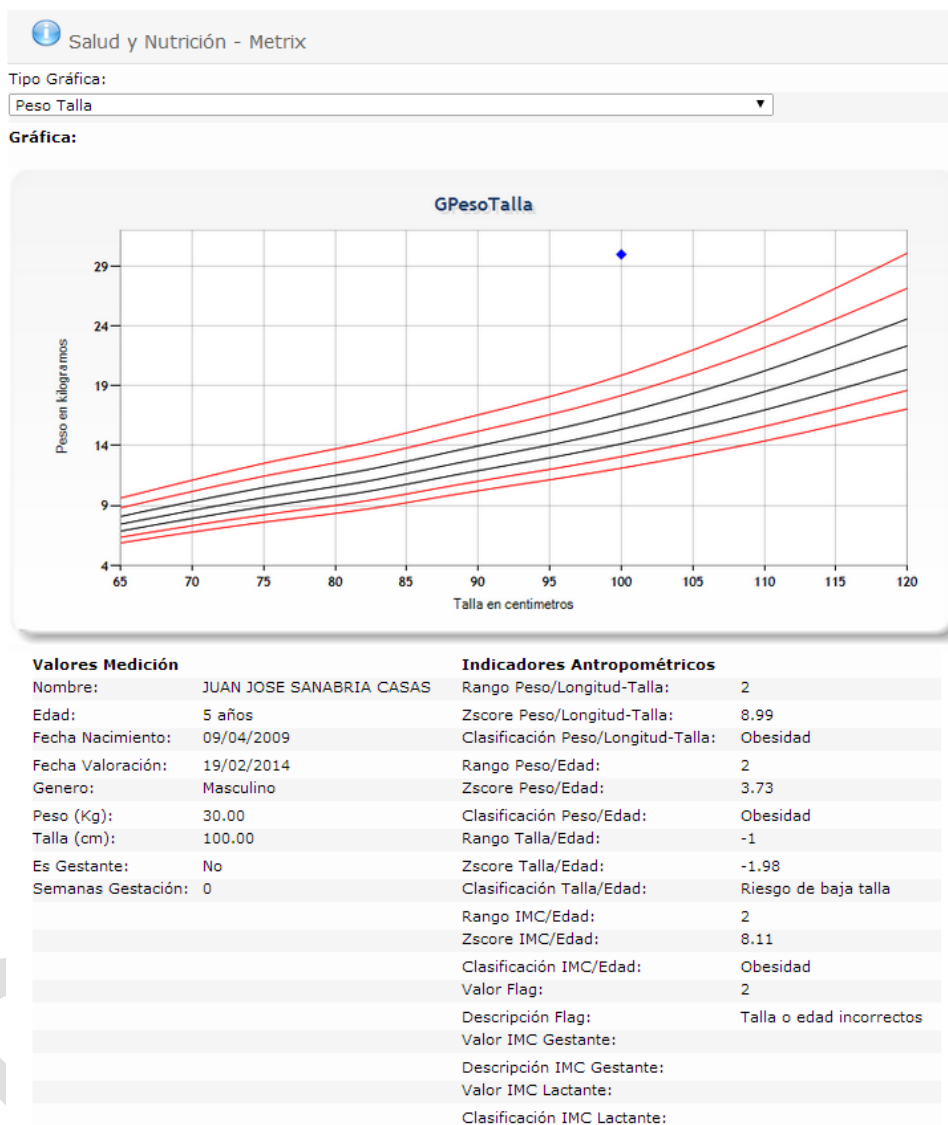 Salud y Nutrición - Metrix
Tipo Gráfica:
Peso Talla
Gráfica:
GPesoTalla
Peso en kilogramos
29
24
19
14
9
4
65 70 75 80 85 90 95 100 105 110 115 120
Talla en centimetros
Valores Medición Indicadores Antropométricos
Nombre: JUAN JOSE SANABRIA CASAS Rango Peso/Longitud-Talla: 2
Edad: 5 años Zscore Peso/Longitud-Talla: 8.99
Fecha Nacimiento: 09/04/2009 Clasificación Peso/Longitud-Talla: Obesidad
Fecha Valoración: 19/02/2014 Rango Peso/Edad: 2
Genero: Masculino Zscore Peso/Edad: 3.73
Peso (Kg): 30.00 Clasificación Peso/Edad: Obesidad
Talla (cm): 100.00 Rango Talla/Edad: -1
Es Gestante: No Zscore Talla/Edad: -1.98
Semanas Gestación: 0 Clasificación Talla/Edad: Riesgo de baja talla
Rango IMC/Edad: 2
Zscore IMC/Edad: 8.11
Clasificación IMC/Edad: Obesidad
Valor Flag: 2
Descripción Flag: Talla o edad incorrectos
Valor IMC Gestante:
Descripción IMC Gestante:
Valor IMC Lactante:
Clasificación IMC Lactante: